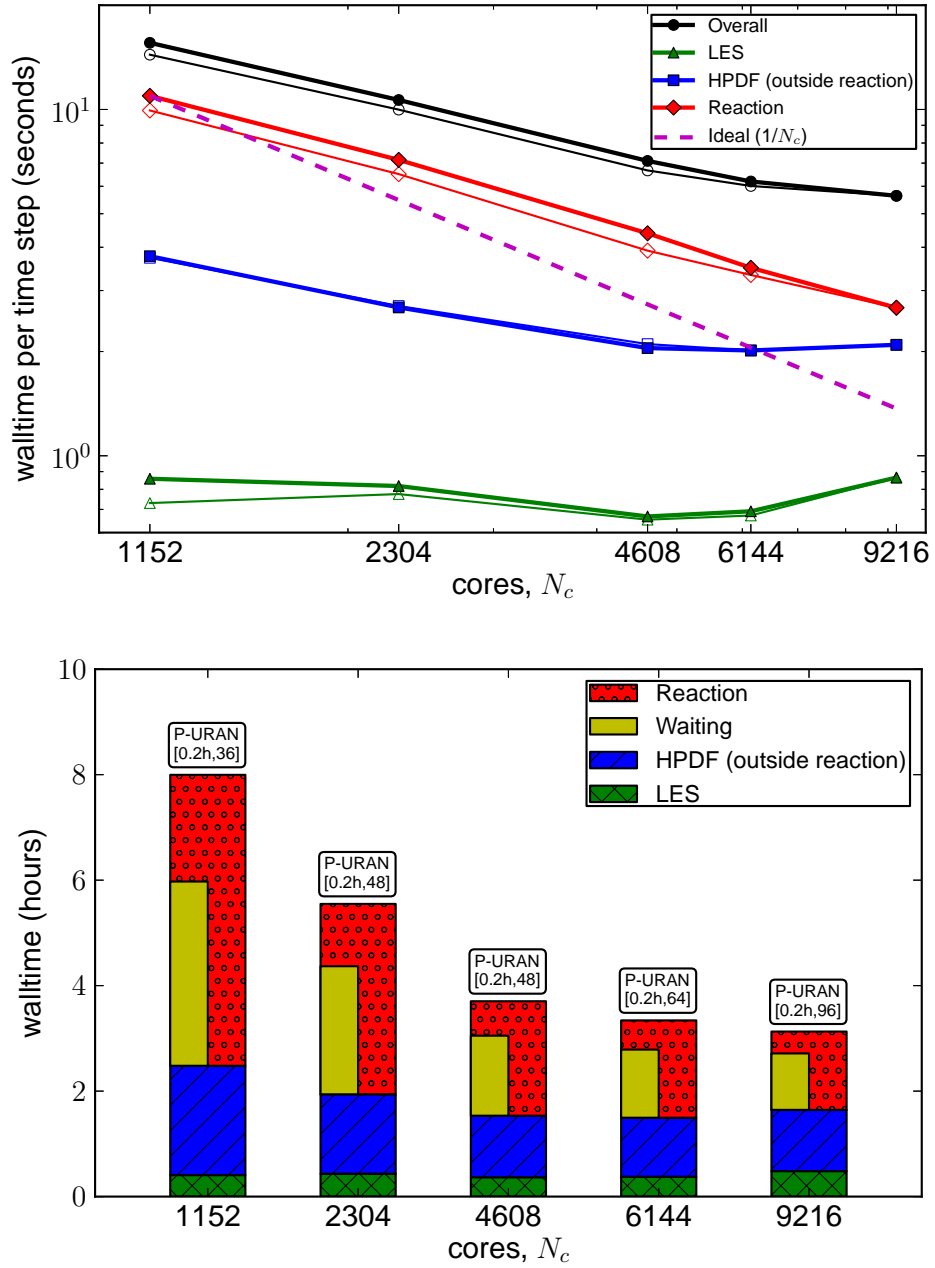 walltime per time step (seconds)
10^1
10^0
Overall
LES
HPDF (outside reaction)
Reaction
Ideal (1/N_c)
1152 2304 4608 6144 9216
cores, N_c
walltime (hours)
10
8
6
4
2
0
Reaction
Waiting
HPDF (outside reaction)
LES
P-URAN
[0.2h,36]
P-URAN
[0.2h,48]
P-URAN
[0.2h,48]
P-URAN
[0.2h,64]
P-URAN
[0.2h,96]
1152 2304 4608 6144 9216
cores, N_c